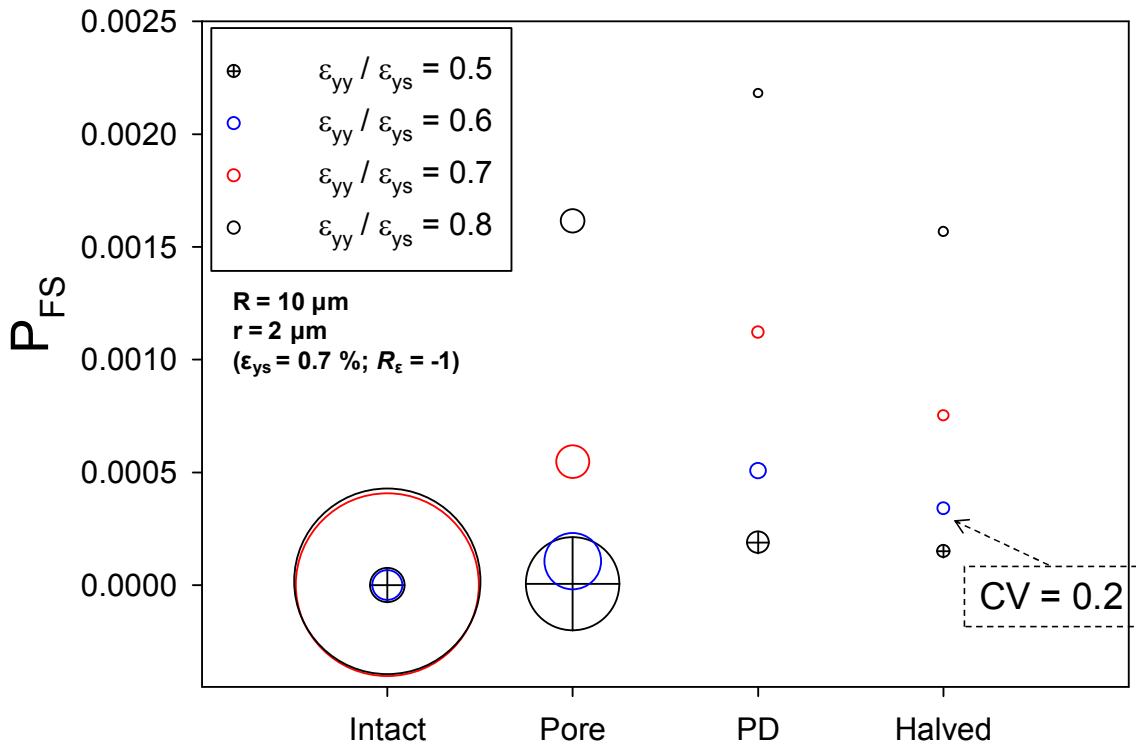 0.0025
0.0020
0.0015
0.0010
0.0005
0.0000
P_FS
ε_yy / ε_ys = 0.5
ε_yy / ε_ys = 0.6
ε_yy / ε_ys = 0.7
ε_yy / ε_ys = 0.8
R = 10 μm
r = 2 μm
(ε_ys = 0.7 %; R_ε = -1)
CV = 0.2
Intact Pore PD Halved